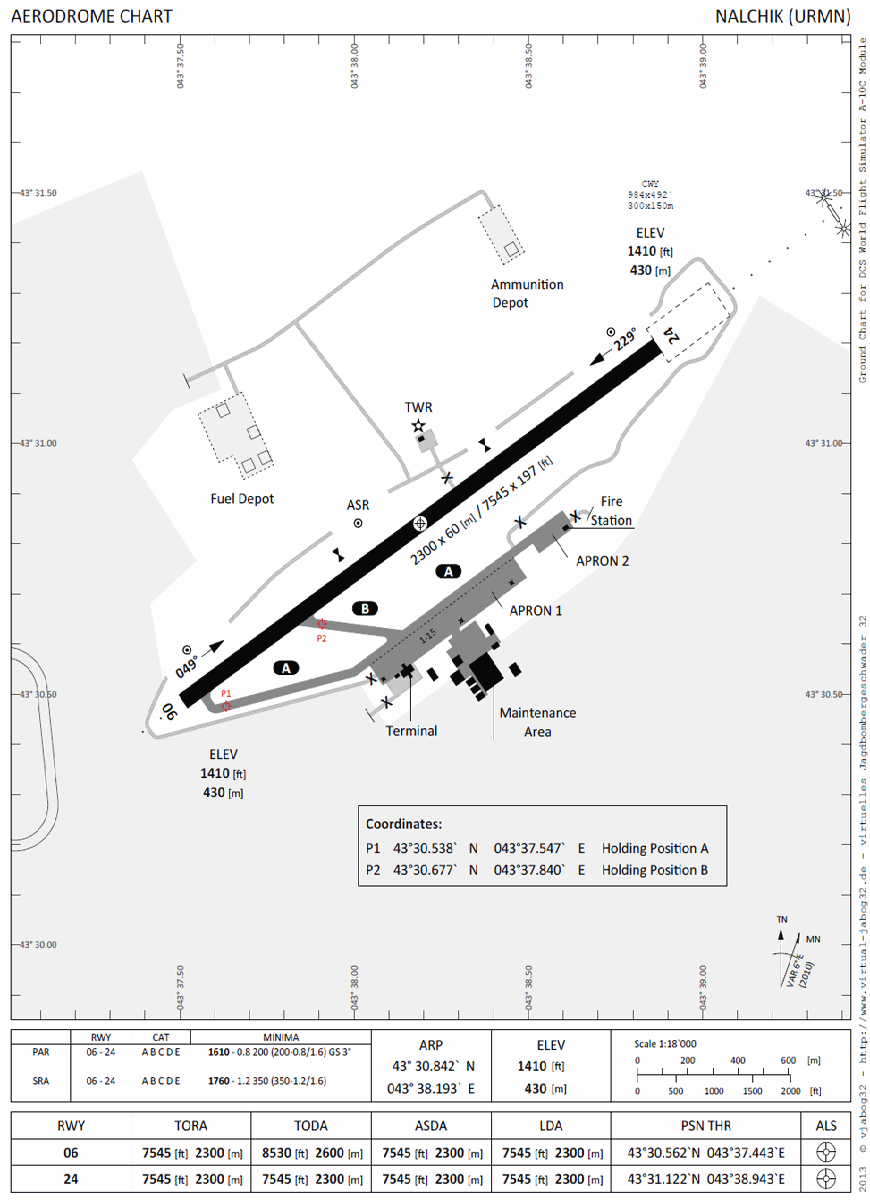 AERODROME CHART
NALCHIK (URMN)
043° 37.50
043° 38.00
043° 38.50
043° 39.00
43° 31.50
43° 31.50
CWY
984x492`
300x150m
ELEV
1410 [ft]
430 [m]
Ammunition
Depot
24
229°
TWR
43° 31.00
43° 31.00
Fuel Depot
ASR
2300 x 60 [m] / 7545 x 197 [ft]
Fire
Station
APRON 2
A
APRON 1
B
P2
1-15
049°
A
P1
43° 30.50
43° 30.50
06
Terminal
Maintenance
Area
ELEV
1410 [ft]
430 [m]
Coordinates:
P1 43°30.538` N 043°37.547` E Holding Position A
P2 43°30.677` N 043°37.840` E Holding Position B
TN
MN
VAR 6° E
(2010)
43° 30.00
43° 30.00
043° 37.50
043° 38.00
043° 38.50
043° 39.00
Ground Chart for DCS World Flight Simulator A-10C Module
2013 © vjabog32 - http://www.virtual-jabog32.de - virtuelles Jagdbombergeschwader 32
RWY CAT MINIMA
PAR 06 - 24 A B C D E 1610 - 0.8 200 (200-0.8/1.6) GS 3°
SRA 06 - 24 A B C D E 1760 - 1.2 350 (350-1.2/1.6)
ARP
43° 30.842` N
043° 38.193` E
ELEV
1410 [ft]
430 [m]
Scale 1:18`000
0 200 400 600 [m]
0 500 1000 1500 2000 [ft]
RWY TORA TODA ASDA LDA PSN THR ALS
06 7545 [ft] 2300 [m] 8530 [ft] 2600 [m] 7545 [ft] 2300 [m] 7545 [ft] 2300 [m] 43°30.562`N 043°37.443`E
24 7545 [ft] 2300 [m] 7545 [ft] 2300 [m] 7545 [ft] 2300 [m] 7545 [ft] 2300 [m] 43°31.122`N 043°38.943`E